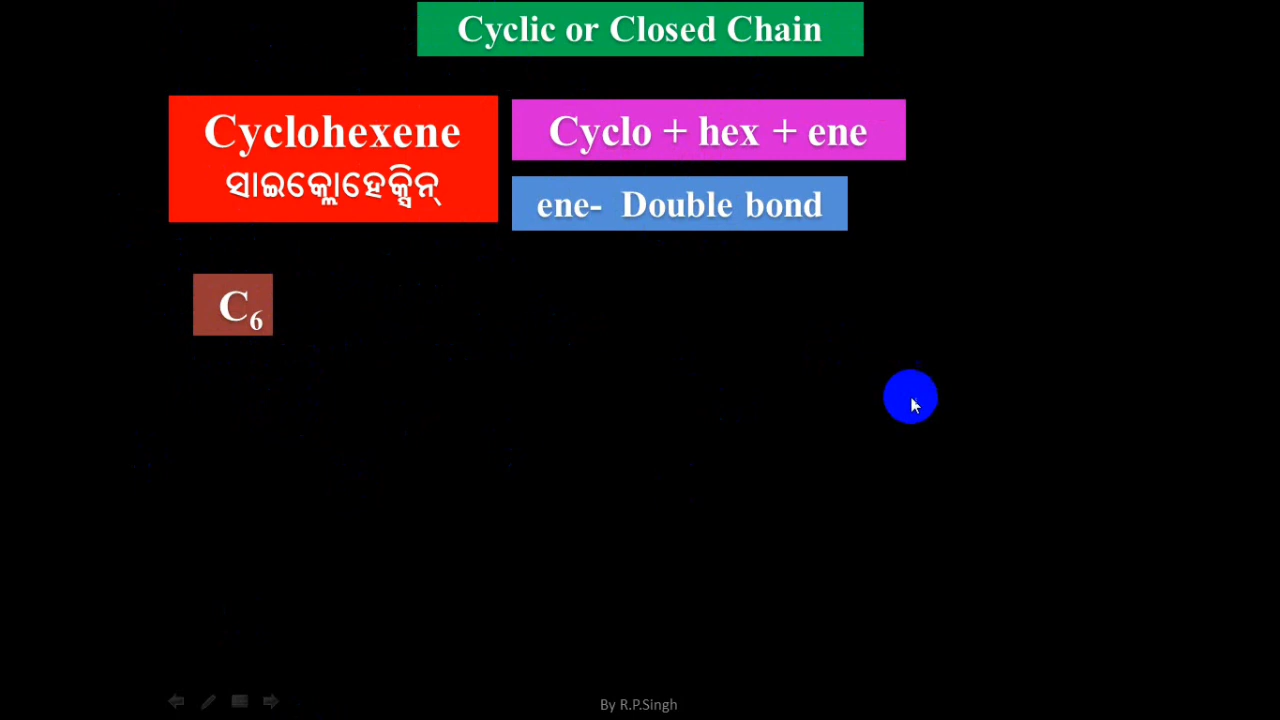 Cyclic or Closed Chain
Cyclohexene
ସାଇକ୍ଲୋହେକ୍ସିନ୍
Cyclo + hex + ene
ene- Double bond
C₆
By R.P.Singh